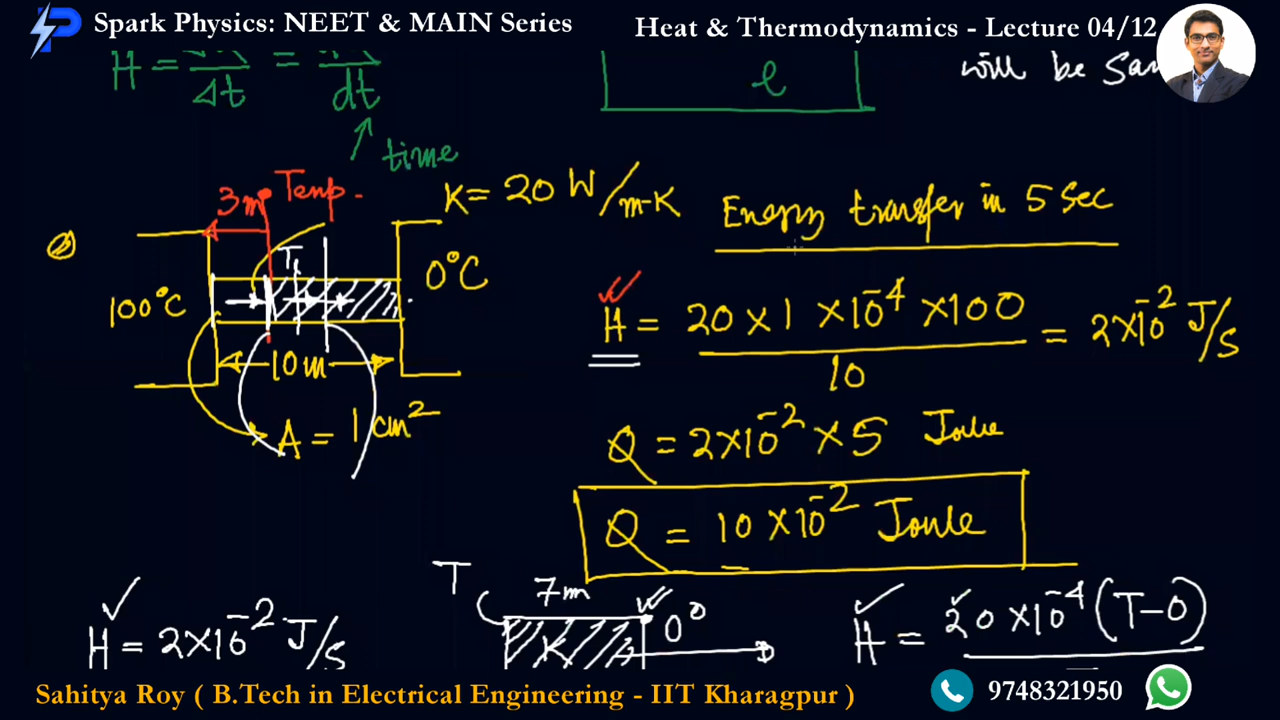 Spark Physics: NEET & MAIN Series
Heat & Thermodynamics - Lecture 04/12
H = /Δt = /dt
time
l
will be
3m
Temp.
K = 20 W/m-K
Energy transfer in 5 Sec
T
100°C
0°C
10m
A = 1 cm²
H = 20 × 1 × 10⁻⁴ × 100 / 10 = 2×10⁻² J/s
Q = 2×10⁻² × 5 Joule
Q = 10 × 10⁻² Joule
T
7m
0°
H = 2×10⁻² J/s
H = 20 × 10⁻⁴ (T-0)
Sahitya Roy ( B.Tech in Electrical Engineering - IIT Kharagpur )
9748321950